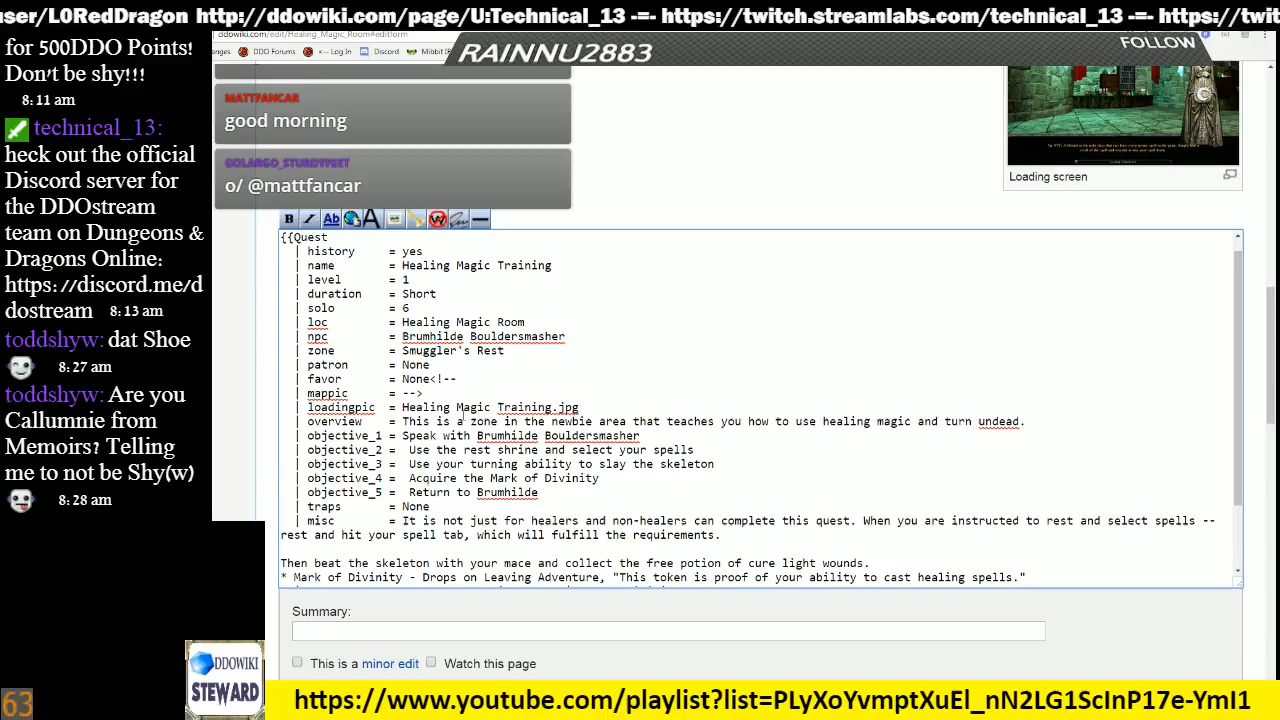 user/L0RedDragon http://ddowiki.com/page/U:Technical_13 -=- https://twitch.streamlabs.com/technical_13 -=- https://twit
ddowiki.com/edit/Healing_Magic_Room#editform
RAINNU2883
FOLLOW
anges DDO Forums <-- Log In Discord Mibbit
for 500DDO Points!
Don't be shy!!!
8:11 am
technical_13:
heck out the official
Discord server for
the DDOstream
team on Dungeons &
Dragons Online:
https://discord.me/d
dostream 8:13 am
toddshyw: dat Shoe
8:27 am
toddshyw: Are you
Callumnie from
Memoirs? Telling
me to not be Shy(w)
8:28 am
MATTFANCAR
good morning
GOLARGO_STURDYFEET
o/ @mattfancar
Loading screen
B I Ab A W
{{Quest
| history = yes
| name = Healing Magic Training
| level = 1
| duration = Short
| solo = 6
| loc = Healing Magic Room
| npc = Brumhilde Bouldersmasher
| zone = Smuggler's Rest
| patron = None
| favor = None<!--
| mappic = -->
| loadingpic = Healing Magic Training.jpg
| overview = This is a zone in the newbie area that teaches you how to use healing magic and turn undead.
| objective_1 = Speak with Brumhilde Bouldersmasher
| objective_2 = Use the rest shrine and select your spells
| objective_3 = Use your turning ability to slay the skeleton
| objective_4 = Acquire the Mark of Divinity
| objective_5 = Return to Brumhilde
| traps = None
| misc = It is not just for healers and non-healers can complete this quest. When you are instructed to rest and select spells --
rest and hit your spell tab, which will fulfill the requirements.
Then beat the skeleton with your mace and collect the free potion of cure light wounds.
* Mark of Divinity - Drops on Leaving Adventure, "This token is proof of your ability to cast healing spells."
Summary:
This is a minor edit Watch this page
DDOWIKI
STEWARD
63
https://www.youtube.com/playlist?list=PLyXoYvmptXuEl_nN2LG1ScInP17e-YmI1